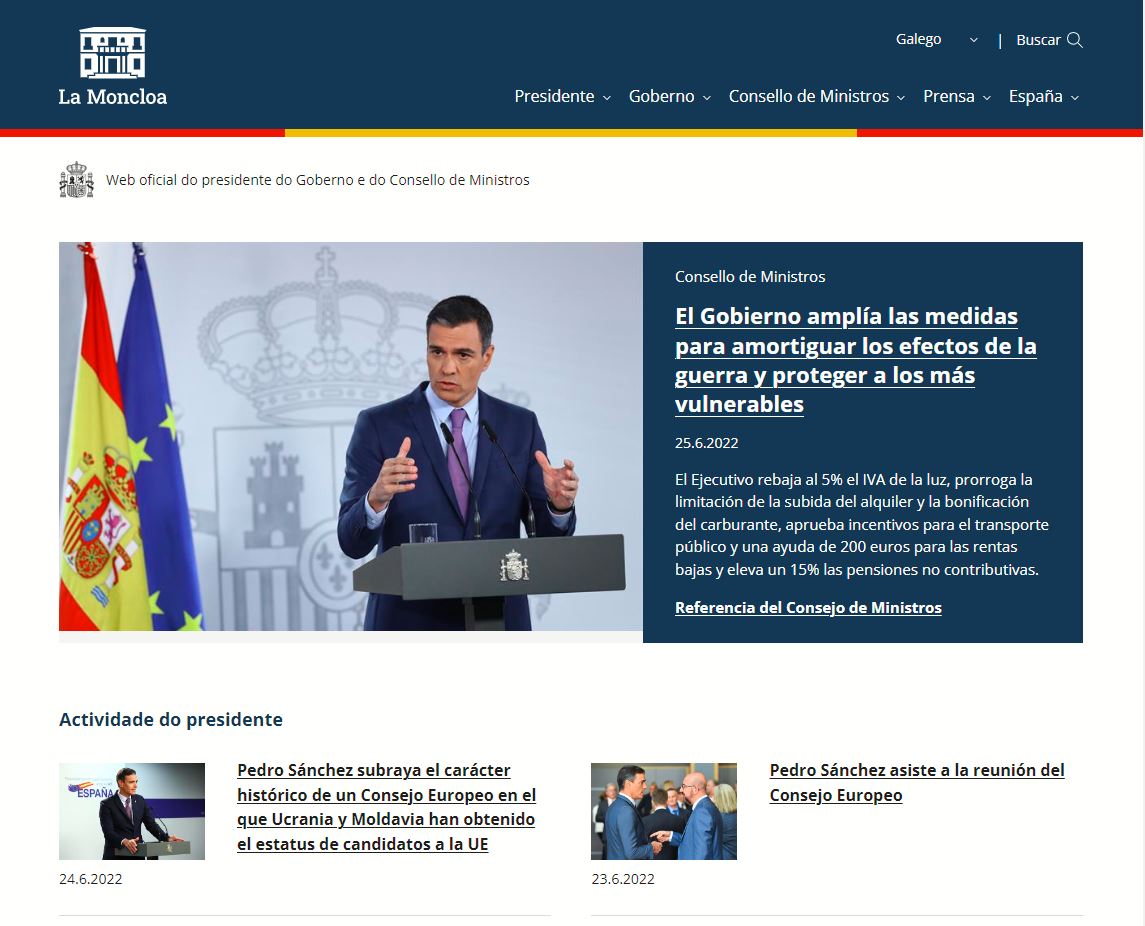 La Moncloa
Galego
Buscar
Presidente
Goberno
Consello de Ministros
Prensa
España
Web oficial do presidente do Goberno e do Consello de Ministros
Consello de Ministros
El Gobierno amplía las medidas
para amortiguar los efectos de la
guerra y proteger a los más
vulnerables
25.6.2022
El Ejecutivo rebaja al 5% el IVA de la luz, prorroga la
limitación de la subida del alquiler y la bonificación
del carburante, aprueba incentivos para el transporte
público y una ayuda de 200 euros para las rentas
bajas y eleva un 15% las pensiones no contributivas.
Referencia del Consejo de Ministros
Actividade do presidente
ESPAÑA
Pedro Sánchez subraya el carácter
histórico de un Consejo Europeo en el
que Ucrania y Moldavia han obtenido
el estatus de candidatos a la UE
24.6.2022
Pedro Sánchez asiste a la reunión del
Consejo Europeo
23.6.2022